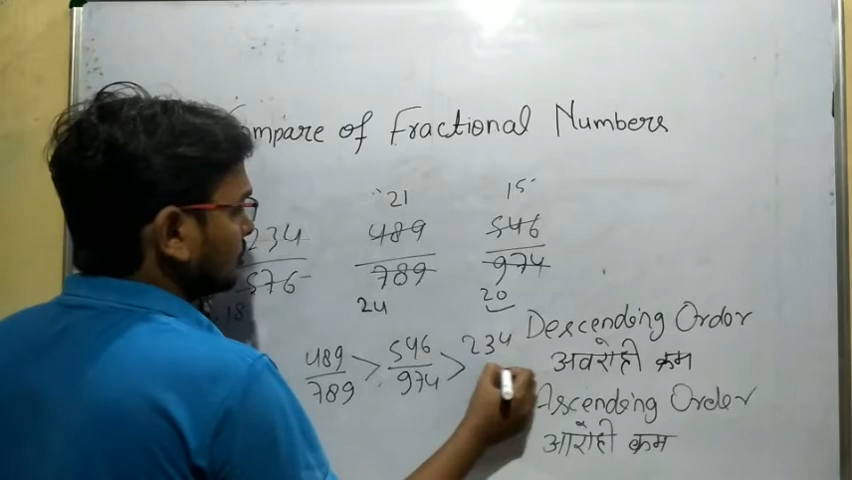 ompare of Fractional Numbers
21 15
234 489 546
576 789 974
18 24 20
489 > 546 > 234
789 974
Descending Order
अवरोही क्रम
Ascending Order
आरोही क्रम